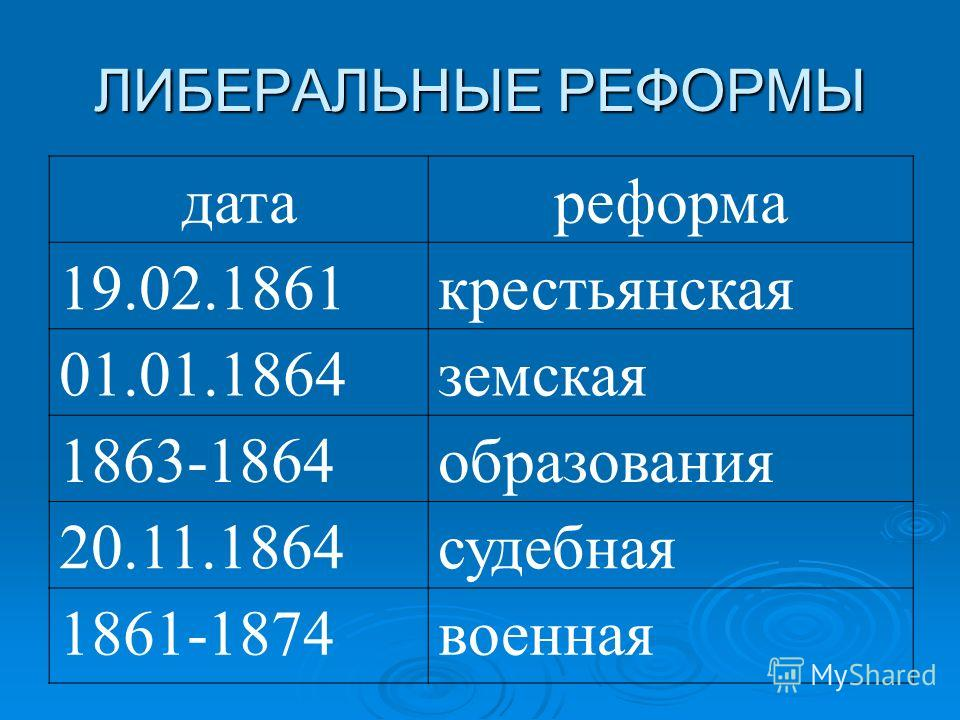 ЛИБЕРАЛЬНЫЕ РЕФОРМЫ
дата реформа
19.02.1861 крестьянская
01.01.1864 земская
1863-1864 образования
20.11.1864 судебная
1861-1874 военная
MyShared